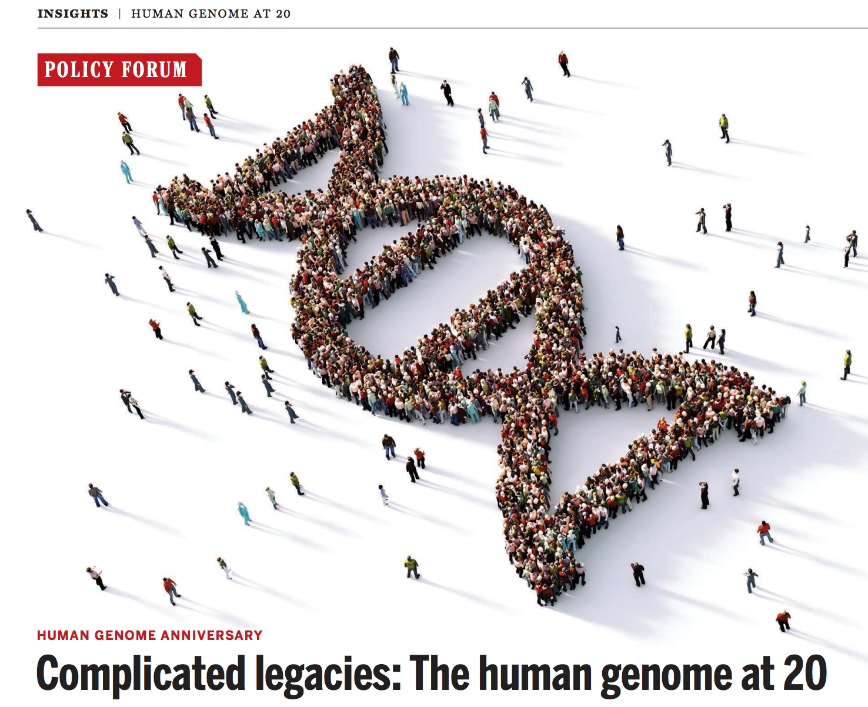 INSIGHTS | HUMAN GENOME AT 20
POLICY FORUM
HUMAN GENOME ANNIVERSARY
Complicated legacies: The human genome at 20